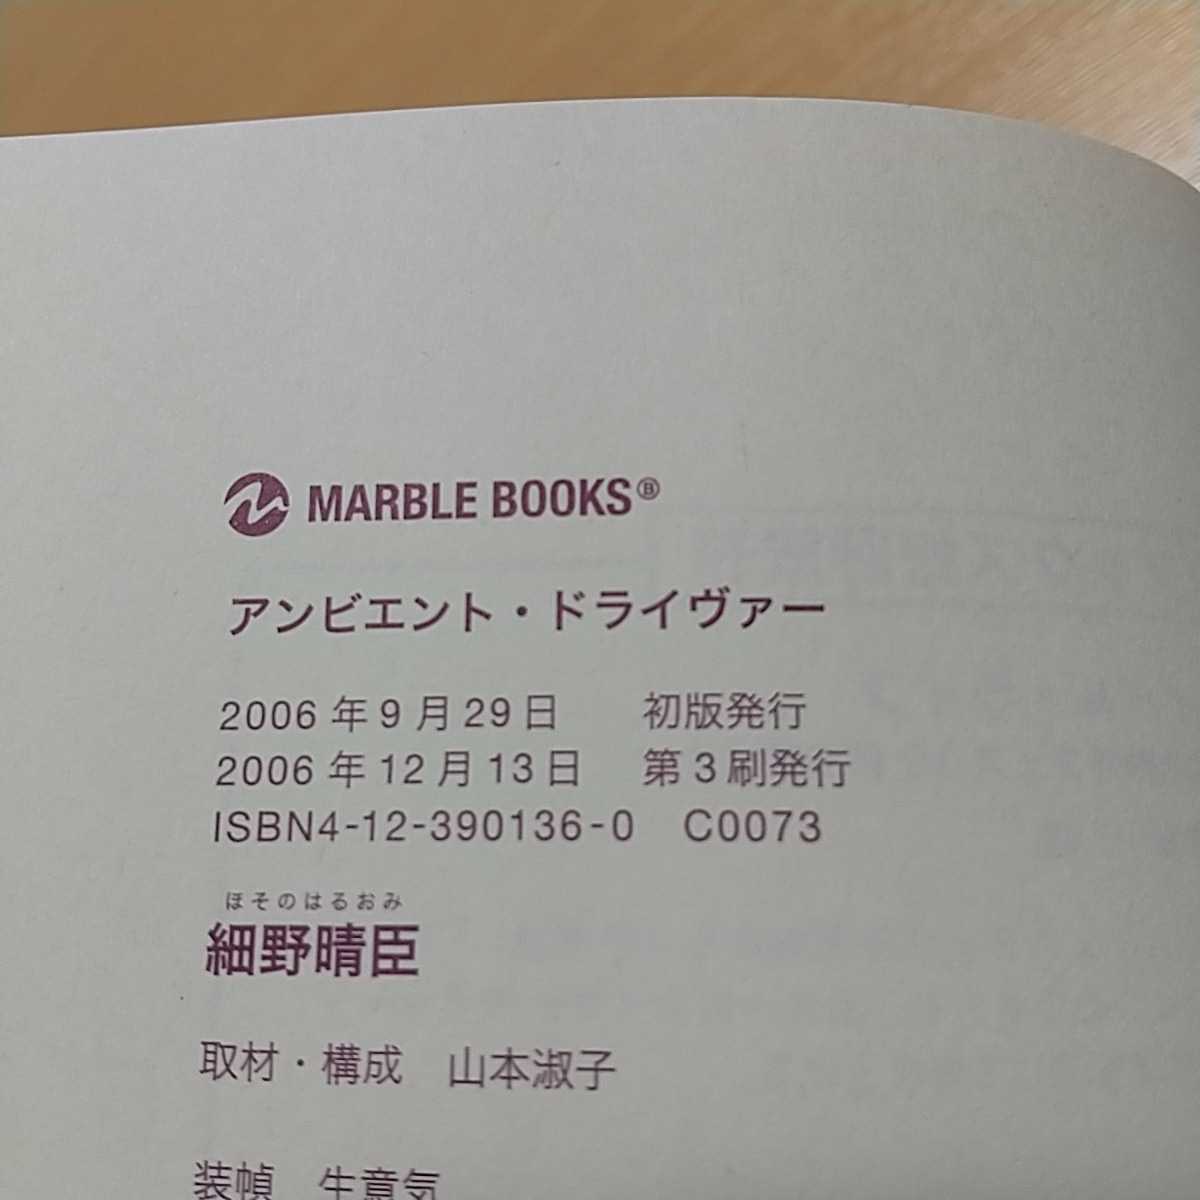 MARBLE BOOKS®
アンビエント・ドライヴァー
2006年9月29日 初版発行
2006年12月13日 第3刷発行
ISBN4-12-390136-0 C0073
ほそのはるおみ
細野晴臣
取材・構成 山本淑子
装幀 生意気